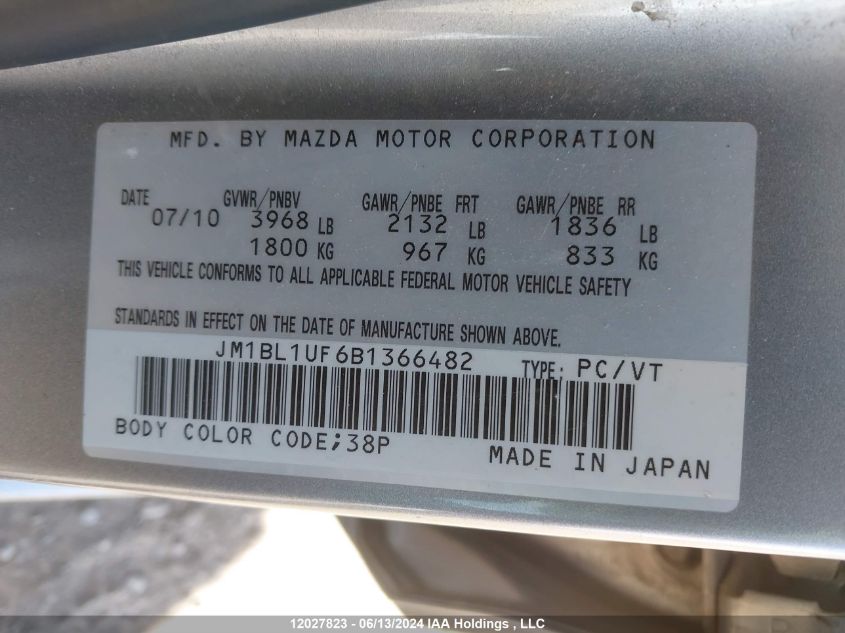 MFD. BY MAZDA MOTOR CORPORATION
DATE GVWR/PNBV GAWR/PNBE FRT GAWR/PNBE RR
07/10 3968 LB 2132 LB 1836 LB
1800 KG 967 KG 833 KG
THIS VEHICLE CONFORMS TO ALL APPLICABLE FEDERAL MOTOR VEHICLE SAFETY
STANDARDS IN EFFECT ON THE DATE OF MANUFACTURE SHOWN ABOVE.
JM1BL1UF6B1366482 TYPE: PC/VT
BODY COLOR CODE;38P
MADE IN JAPAN
12027823 - 06/13/2024 IAA Holdings , LLC